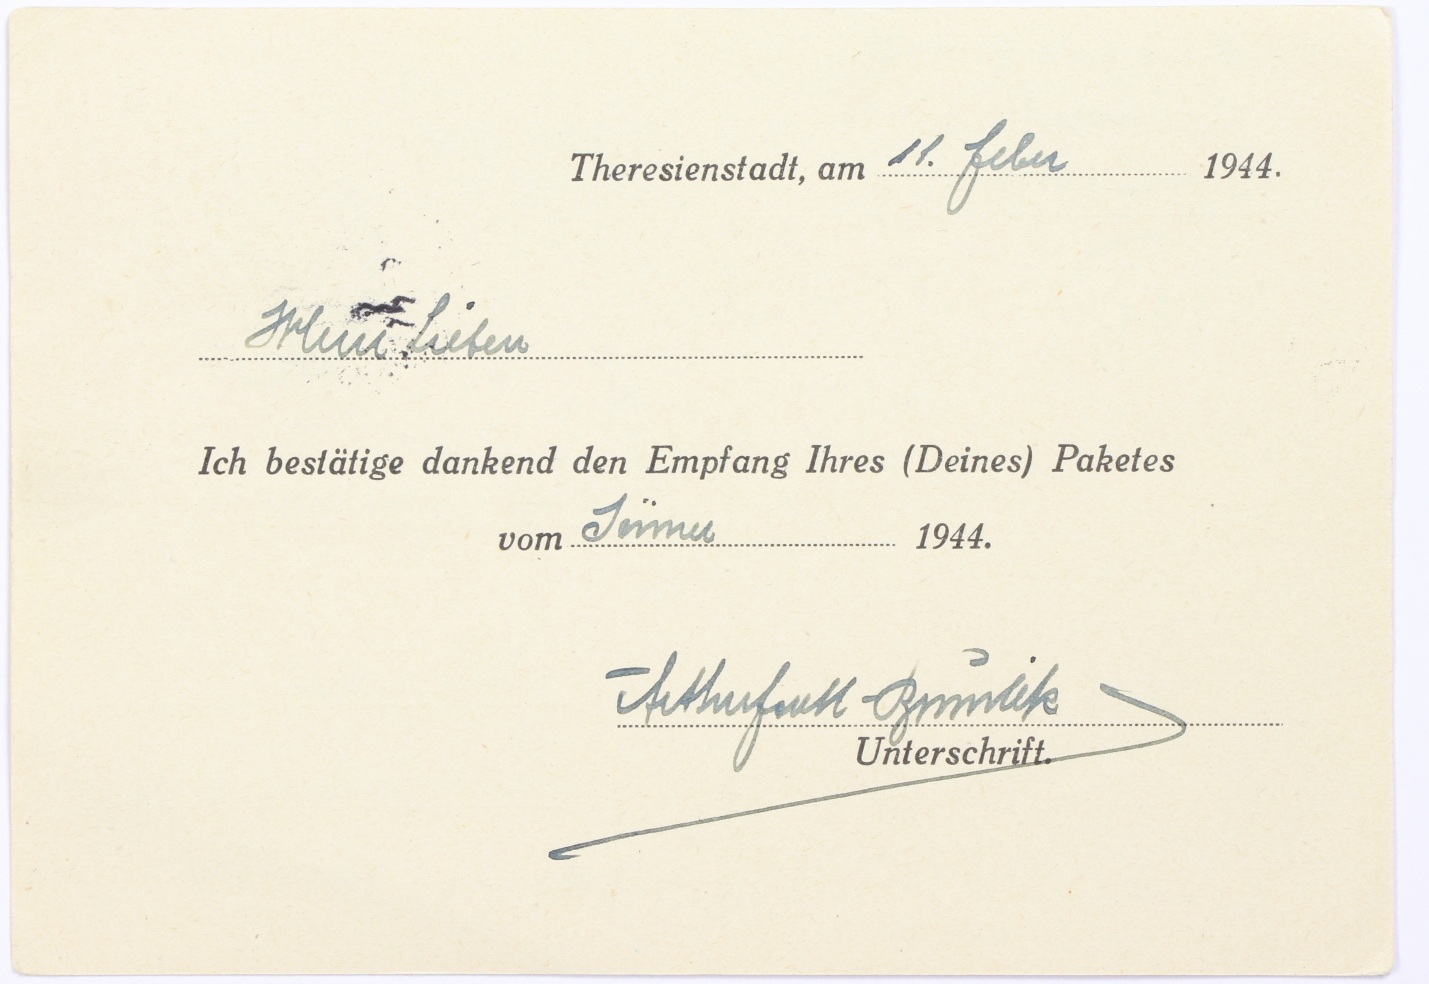 Theresienstadt, am 11. Feber 1944.
Meine Lieben
Ich bestätige dankend den Empfang Ihres (Deines) Paketes
vom Jänner 1944.
Unterschrift.